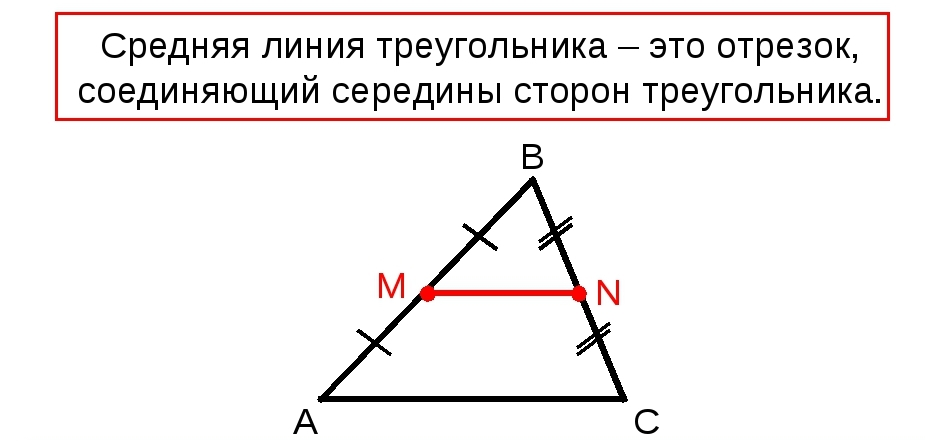 Средняя линия треугольника – это отрезок,
соединяющий середины сторон треугольника.
B
M
N
A
C